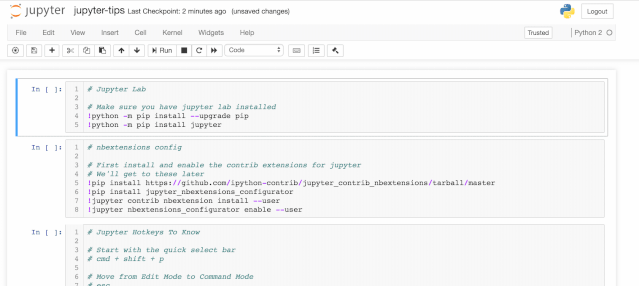 jupyter jupyter-tips Last Checkpoint: 2 minutes ago (unsaved changes) Logout
File Edit View Insert Cell Kernel Widgets Help Trusted Python 2
Run Code
In [ ]:
1 # Jupyter Lab
2
3 # Make sure you have jupyter lab installed
4 !python -m pip install --upgrade pip
5 !python -m pip install jupyter
In [ ]:
1 # nbextensions config
2
3 # First install and enable the contrib extensions for jupyter
4 # We'll get to these later
5 !pip install https://github.com/ipython-contrib/jupyter_contrib_nbextensions/tarball/master
6 !pip install jupyter_nbextensions_configurator
7 !jupyter contrib nbextension install --user
8 !jupyter nbextensions_configurator enable --user
In [ ]:
1 # Jupyter Hotkeys To Know
2
3 # Start with the quick select bar
4 # cmd + shift + p
5
6 # Move from Edit Mode to Command Mode
7 # esc